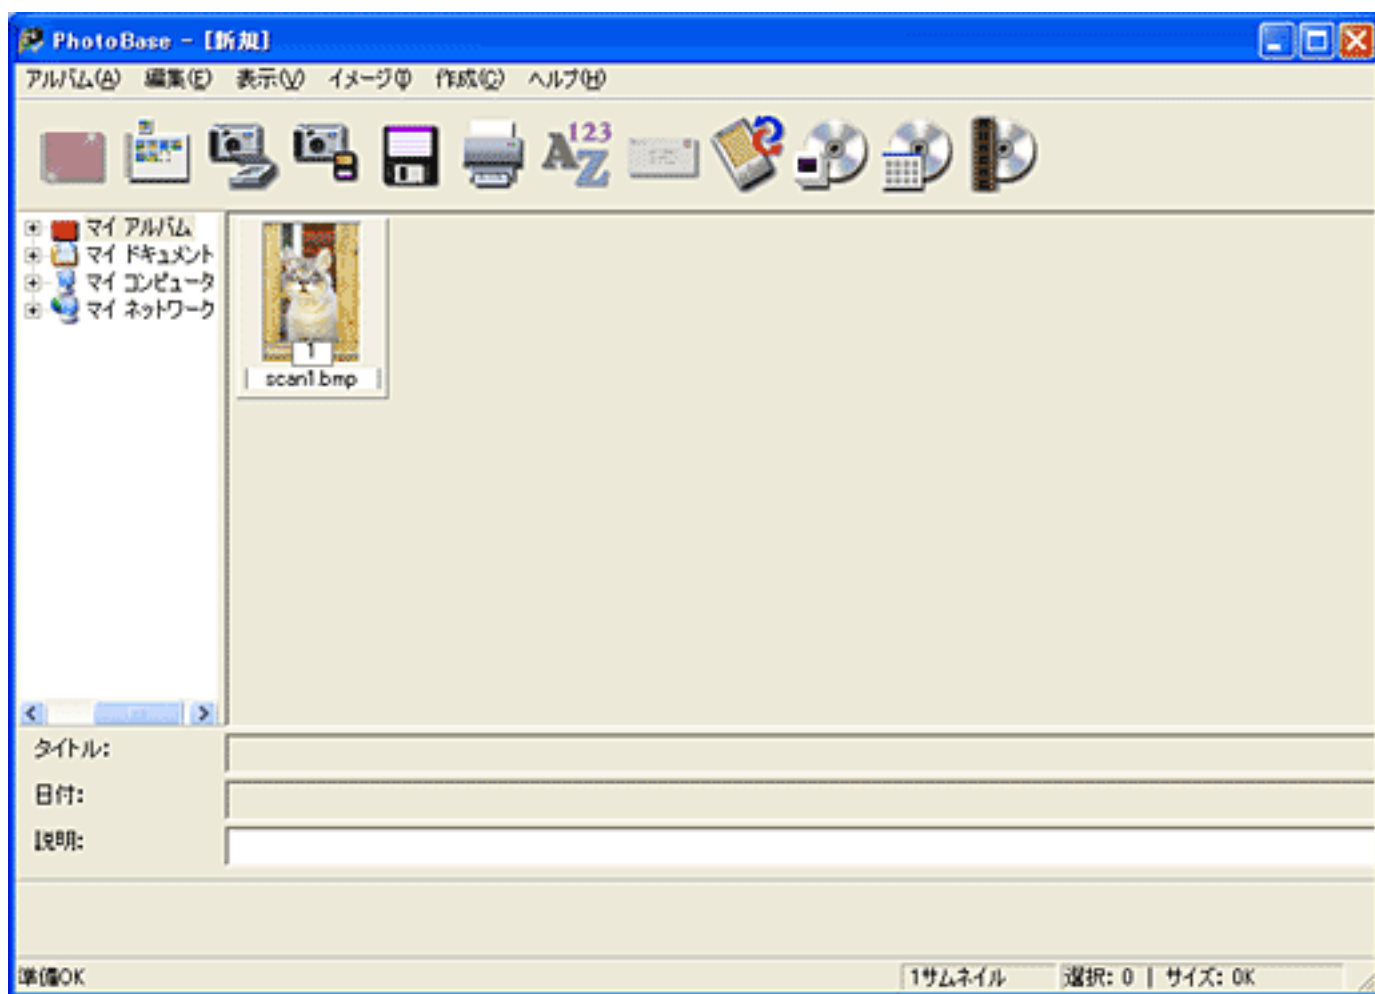 PhotoBase - [新規]
アルバム(A) 編集(E) 表示(V) イメージ(I) 作成(C) ヘルプ(H)
123
AZ
マイ アルバム
マイ ドキュメント
マイ コンピュータ
マイ ネットワーク
1
scan1.bmp
タイトル:
日付:
説明:
準備OK
1サムネイル
選択: 0 | サイズ: 0K